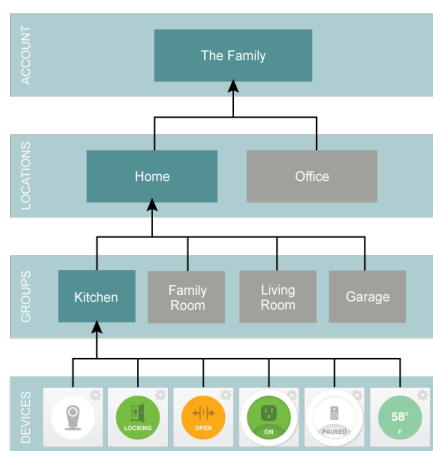 ACCOUNT
The Family
LOCATIONS
Home
Office
GROUPS
Kitchen
Family
Room
Living
Room
Garage
DEVICES
LOCKING
OPEN
ON
PAUSED
58°
F